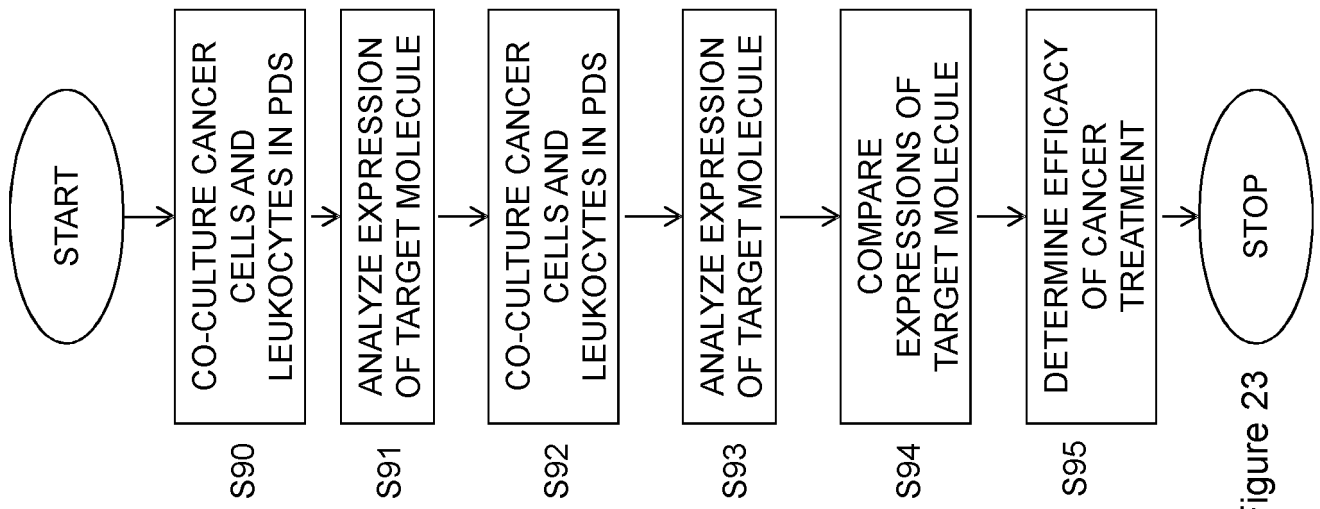 START
S90
CO-CULTURE CANCER
CELLS AND
LEUKOCYTES IN PDS
S91
ANALYZE EXPRESSION
OF TARGET MOLECULE
S92
CO-CULTURE CANCER
CELLS AND
LEUKOCYTES IN PDS
S93
ANALYZE EXPRESSION
OF TARGET MOLECULE
S94
COMPARE
EXPRESSIONS OF
TARGET MOLECULE
S95
DETERMINE EFFICACY
OF CANCER
TREATMENT
STOP
Figure 23